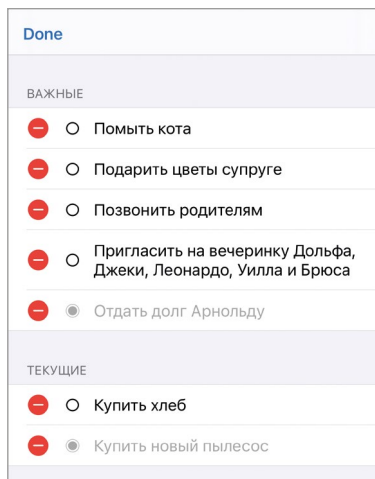 Done
ВАЖНЫЕ
Помыть кота
Подарить цветы супруге
Позвонить родителям
Пригласить на вечеринку Дольфа,
Джеки, Леонардо, Уилла и Брюса
Отдать долг Арнольду
ТЕКУЩИЕ
Купить хлеб
Купить новый пылесос